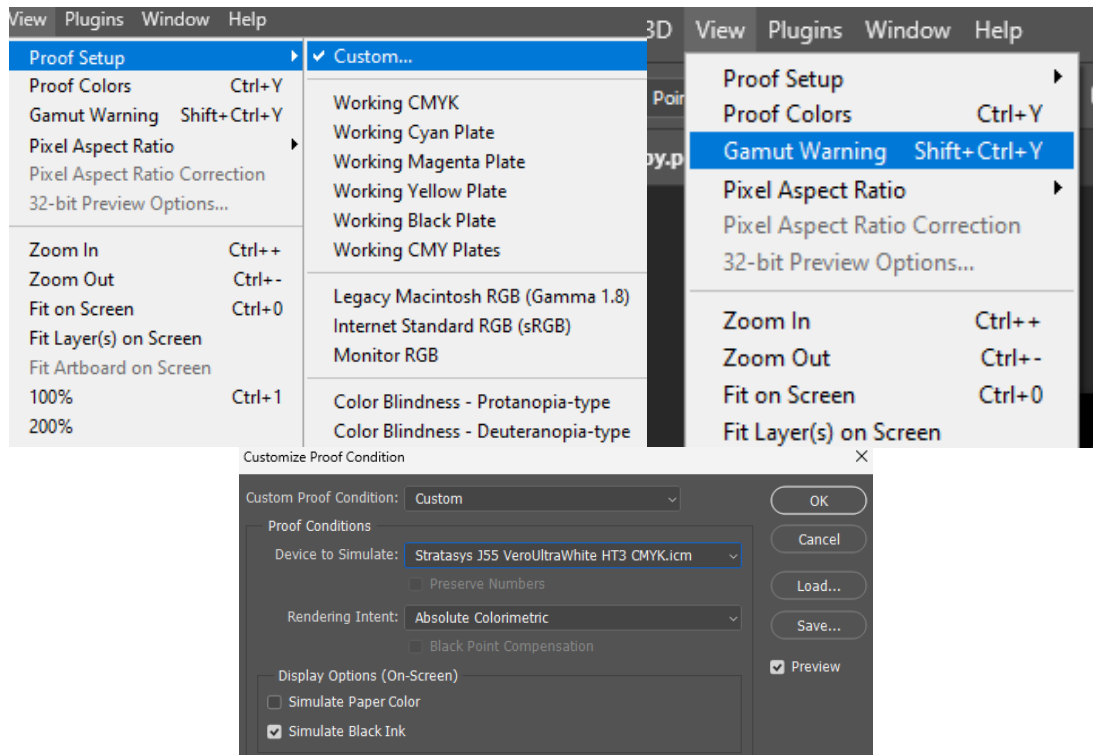 View Plugins Window Help
Proof Setup
Proof Colors Ctrl+Y
Gamut Warning Shift+Ctrl+Y
Pixel Aspect Ratio
Pixel Aspect Ratio Correction
32-bit Preview Options...
Zoom In Ctrl++
Zoom Out Ctrl+-
Fit on Screen Ctrl+0
Fit Layer(s) on Screen
Fit Artboard on Screen
100% Ctrl+1
200%
Custom...
Working CMYK
Working Cyan Plate
Working Magenta Plate
Working Yellow Plate
Working Black Plate
Working CMY Plates
Legacy Macintosh RGB (Gamma 1.8)
Internet Standard RGB (sRGB)
Monitor RGB
Color Blindness - Protanopia-type
Color Blindness - Deuteranopia-type
3D View Plugins Window Help
Poin
py.p
Proof Setup
Proof Colors Ctrl+Y
Gamut Warning Shift+Ctrl+Y
Pixel Aspect Ratio
Pixel Aspect Ratio Correction
32-bit Preview Options...
Zoom In Ctrl++
Zoom Out Ctrl+-
Fit on Screen Ctrl+0
Fit Layer(s) on Screen
Customize Proof Condition
Custom Proof Condition: Custom
Proof Conditions
Device to Simulate: Stratasys J55 VeroUltraWhite HT3 CMYK.icm
Preserve Numbers
Rendering Intent: Absolute Colorimetric
Black Point Compensation
Display Options (On-Screen)
Simulate Paper Color
Simulate Black Ink
OK
Cancel
Load...
Save...
Preview